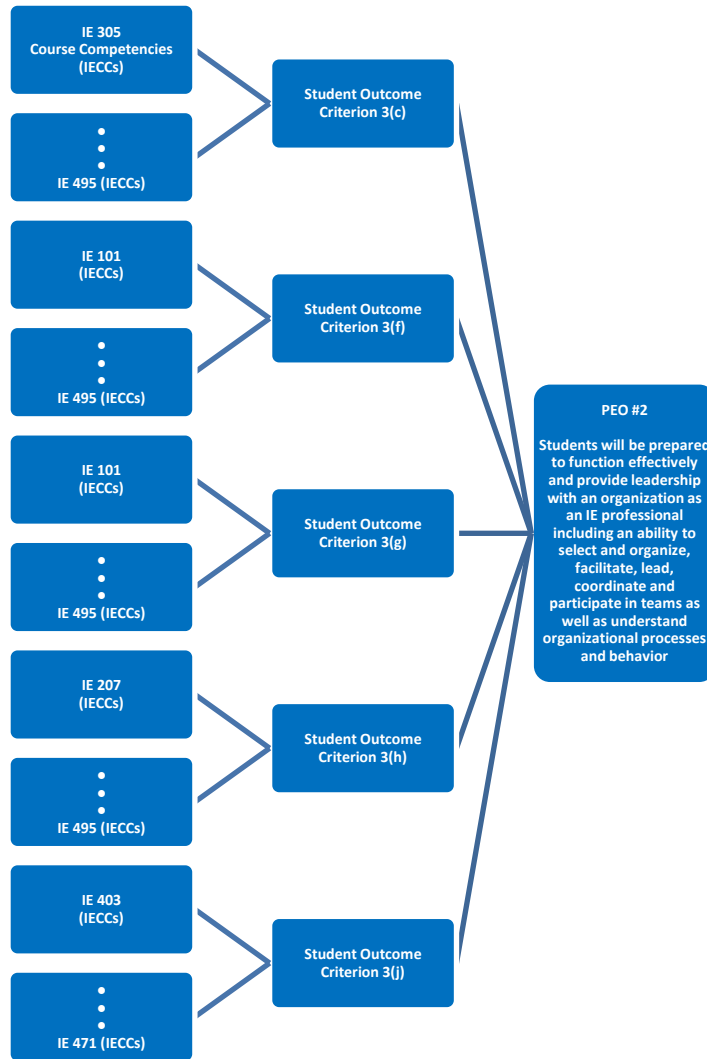 IE 305
Course Competencies
(IECCs)
IE 495 (IECCs)
Student Outcome
Criterion 3(c)
IE 101
(IECCs)
IE 495 (IECCs)
Student Outcome
Criterion 3(f)
IE 101
(IECCs)
IE 495 (IECCs)
Student Outcome
Criterion 3(g)
IE 207
(IECCs)
IE 495 (IECCs)
Student Outcome
Criterion 3(h)
IE 403
(IECCs)
IE 471 (IECCs)
Student Outcome
Criterion 3(j)
PEO #2
Students will be prepared
to function effectively
and provide leadership
with an organization as
an IE professional
including an ability to
select and organize,
facilitate, lead,
coordinate and
participate in teams as
well as understand
organizational processes
and behavior